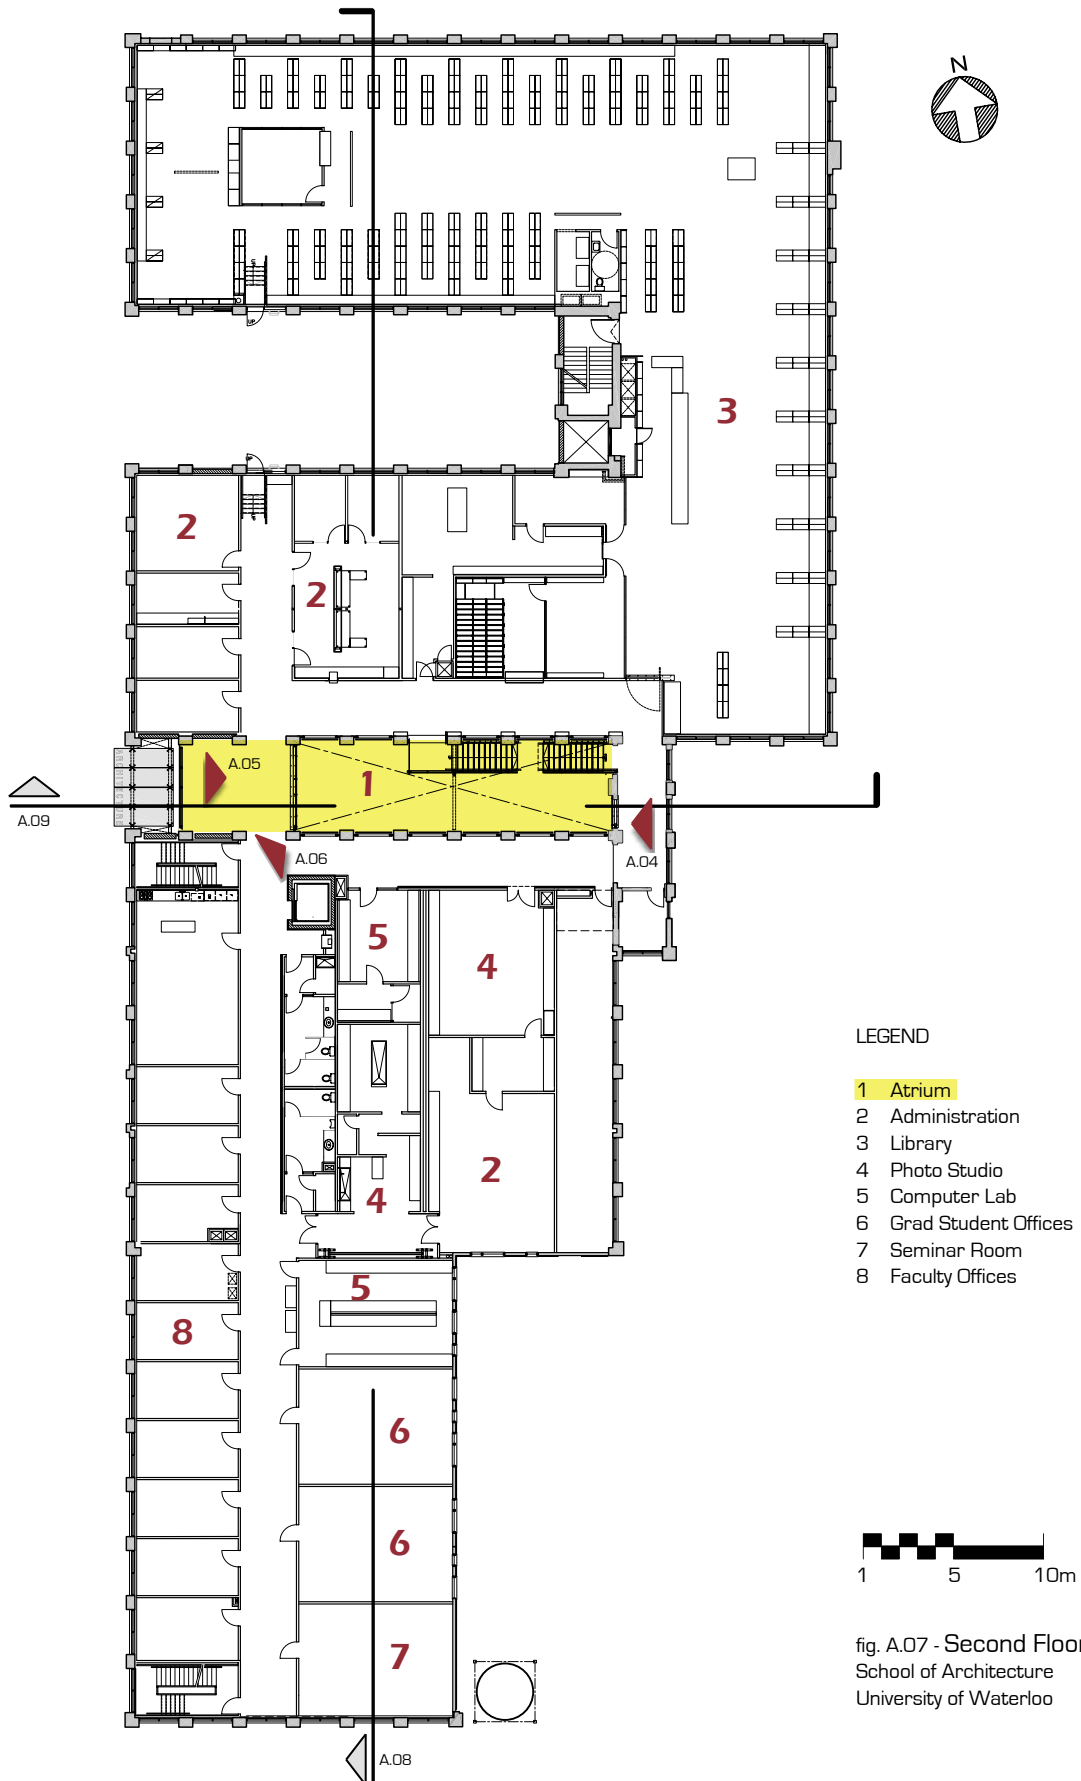 N
3
2
2
ARCHITECTURE
1
A.05
A.09
A.06
A.04
5
4
2
4
5
8
6
6
7
A.08
LEGEND
1 Atrium
2 Administration
3 Library
4 Photo Studio
5 Computer Lab
6 Grad Student Offices
7 Seminar Room
8 Faculty Offices
1 5 10m
fig. A.07 - Second Floor
School of Architecture
University of Waterloo